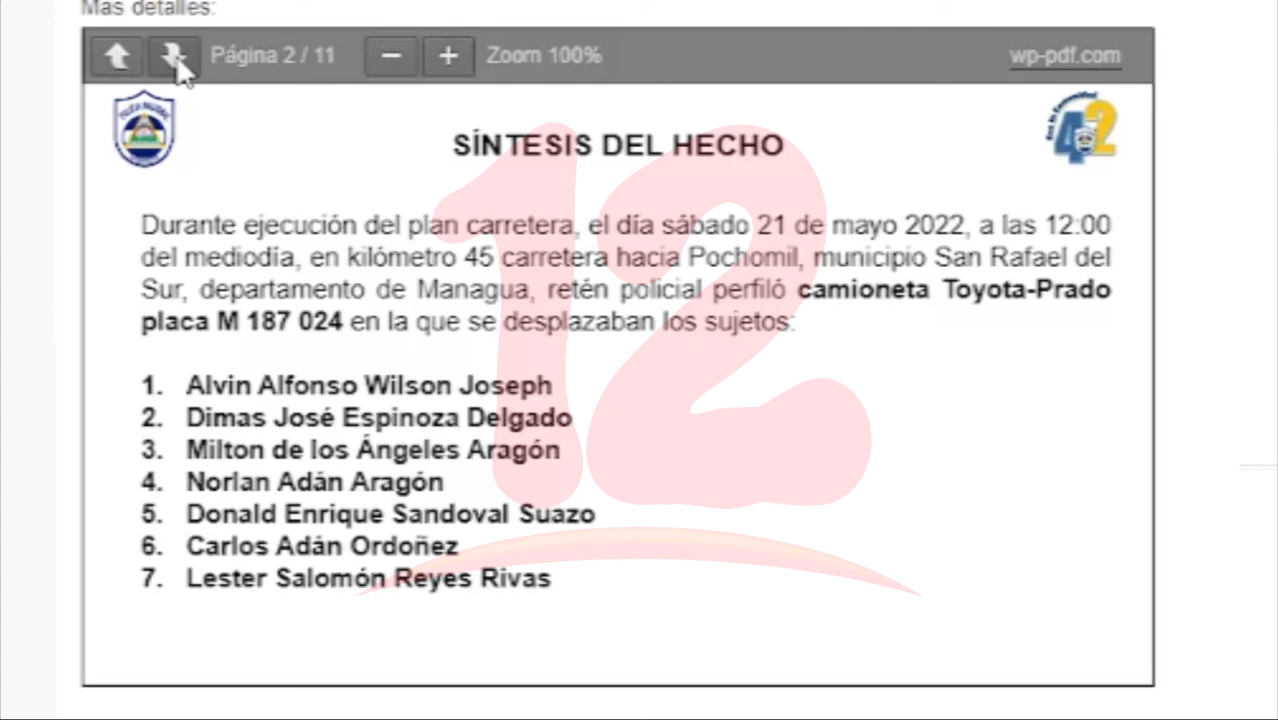 Más detalles:
Página 2 / 11
Zoom 100%
wp-pdf.com
42
SÍNTESIS DEL HECHO
Durante ejecución del plan carretera, el día sábado 21 de mayo 2022, a las 12:00
del mediodía, en kilómetro 45 carretera hacia Pochomil, municipio San Rafael del
Sur, departamento de Managua, retén policial perfiló camioneta Toyota-Prado
placa M 187 024 en la que se desplazaban los sujetos:
1. Alvin Alfonso Wilson Joseph
2. Dimas José Espinoza Delgado
3. Milton de los Ángeles Aragón
4. Norlan Adán Aragón
5. Donald Enrique Sandoval Suazo
6. Carlos Adán Ordoñez
7. Lester Salomón Reyes Rivas
12